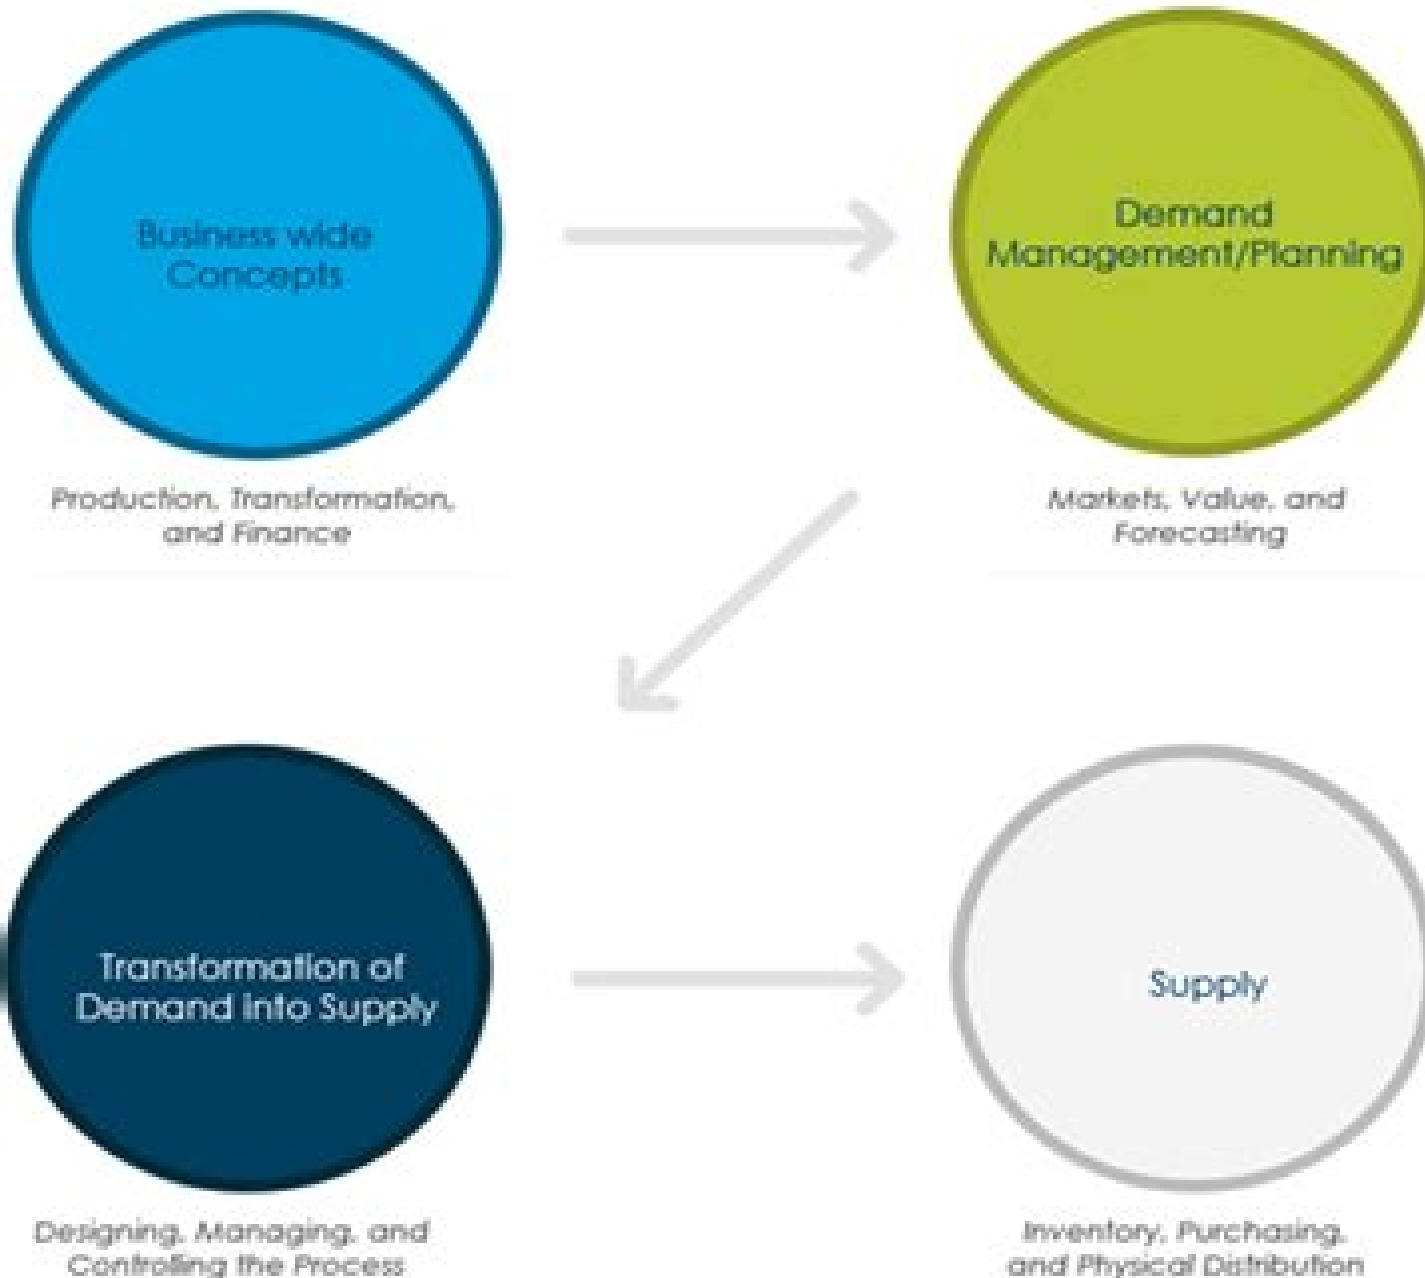 Business wide
Concepts
Production, Transformation,
and Finance
Demand
Management/Planning
Markets, Value, and
Forecasting
Transformation of
Demand into Supply
Designing, Managing, and
Controlling the Process
Supply
Inventory, Purchasing,
and Physical Distribution